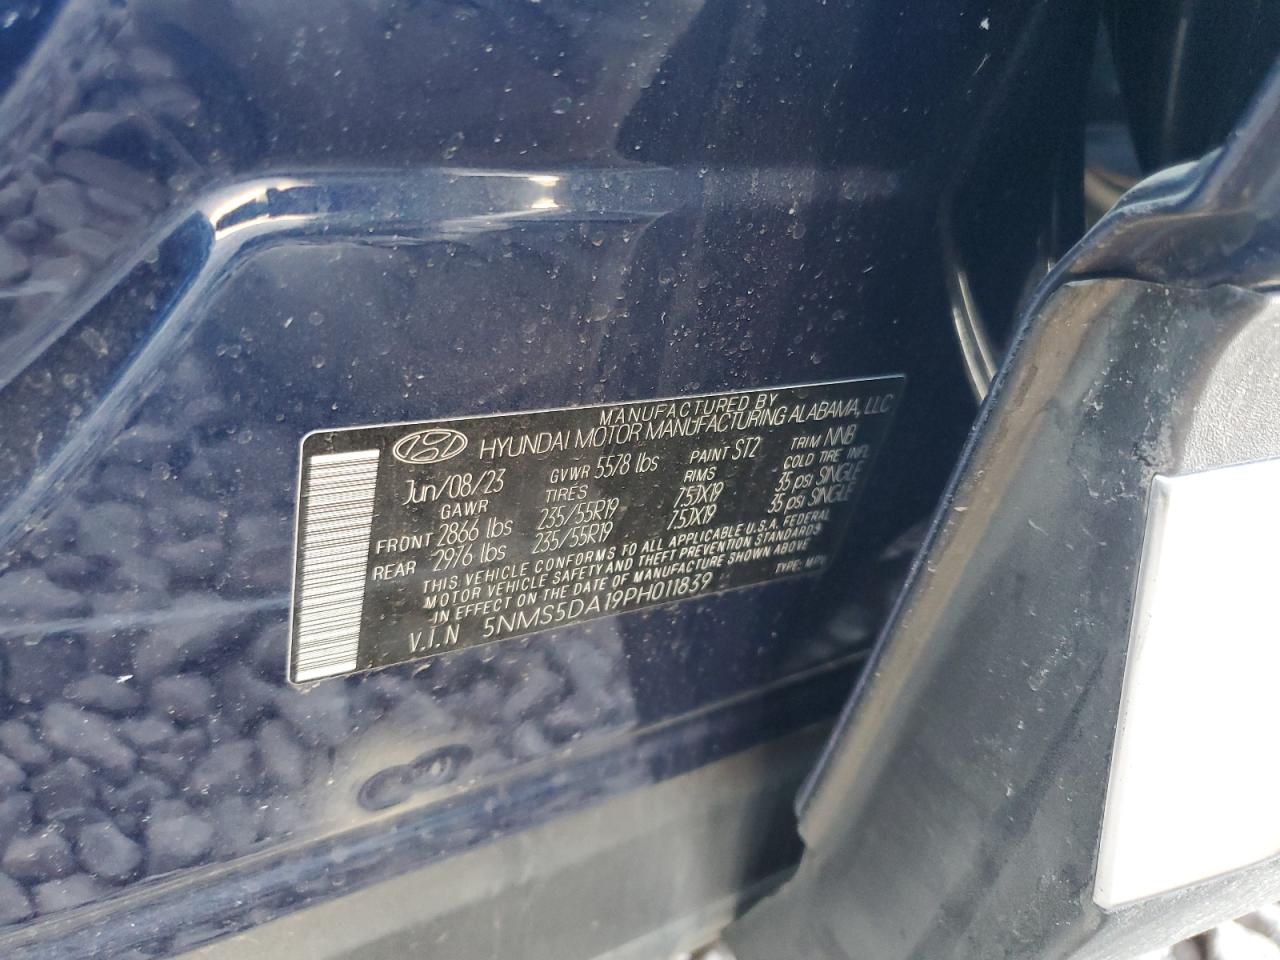 MANUFACTURED BY
HYUNDAI MOTOR MANUFACTURING ALABAMA, LLC
Jun/08/23 GVWR 5578 lbs PAINT ST2 TRIM NNB
GAWR TIRES RIMS COLD TIRE INFL
FRONT 2866 lbs 235/55R19 7.5JX19 35 psi SINGLE
REAR 2976 lbs 235/55R19 7.5JX19 35 psi SINGLE
THIS VEHICLE CONFORMS TO ALL APPLICABLE U.S.A. FEDERAL
MOTOR VEHICLE SAFETY AND THEFT PREVENTION STANDARDS
IN EFFECT ON THE DATE OF MANUFACTURE SHOWN ABOVE
V.I.N 5NMS5DA19PH011839 TYPE: MPV